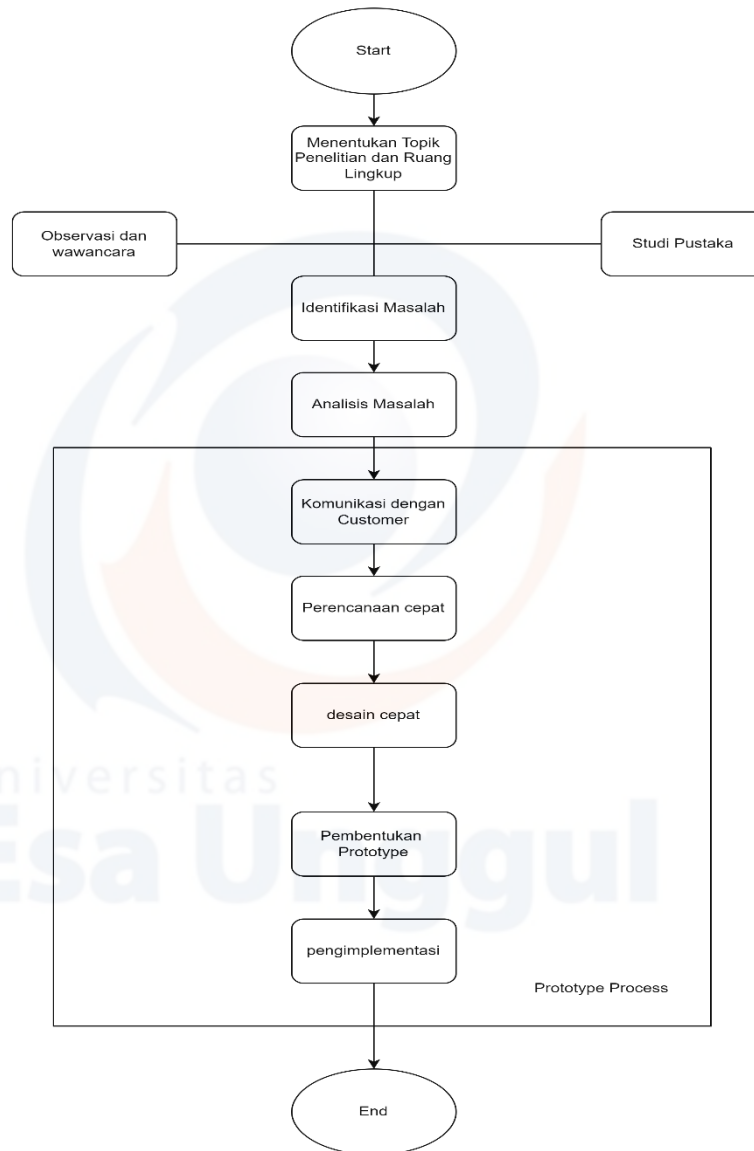 Start
Menentukan Topik
Penelitian dan Ruang
Lingkup
Observasi dan
wawancara
Studi Pustaka
Identifikasi Masalah
Analisis Masalah
Komunikasi dengan
Customer
Perencanaan cepat
desain cepat
niversitas
Esa Unggul
Pembentukan
Prototype
pengimplementasi
Prototype Process
End